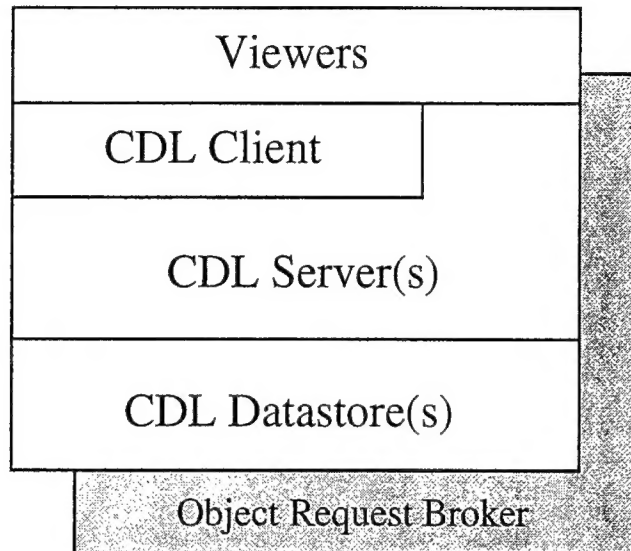 Viewers
CDL Client
CDL Server(s)
CDL Datastore(s)
Object Request Broker